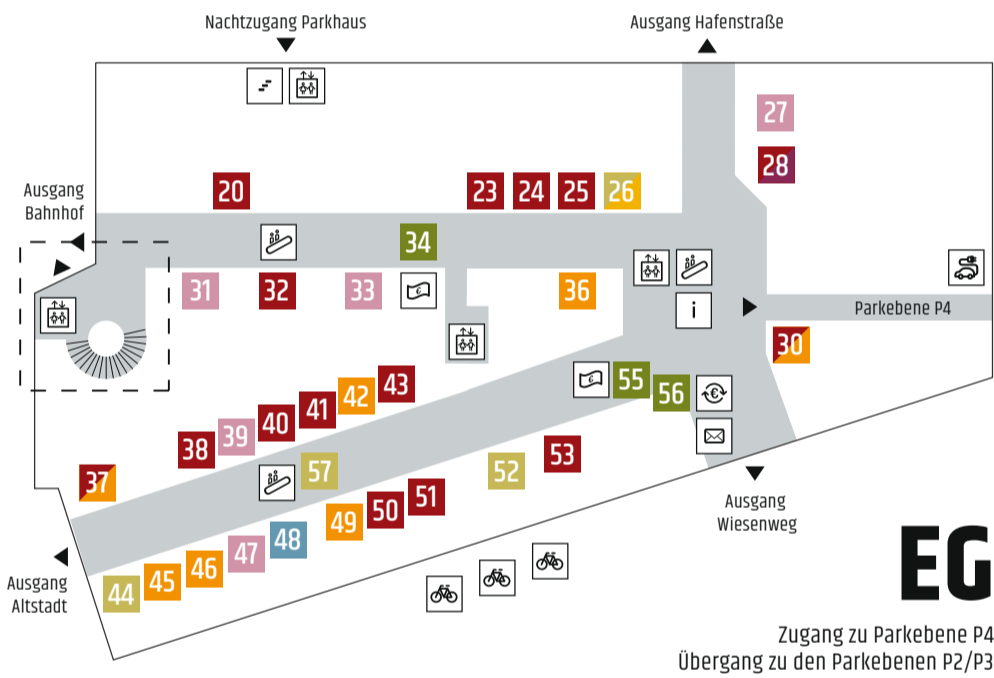 Nachtzugang Parkhaus
Ausgang Hafenstraße
27
28
20
23 24 25 26
Ausgang
Bahnhof
34
31 32 33 € 36
i
Parkebene P4
30
€ 55 56 €
43
42
41
40
39
38
37
57
52 53
51
50
49
48
47
46
45
44
Ausgang
Wiesenweg
Ausgang
Altstadt
EG
Zugang zu Parkebene P4
Übergang zu den Parkebenen P2/P3